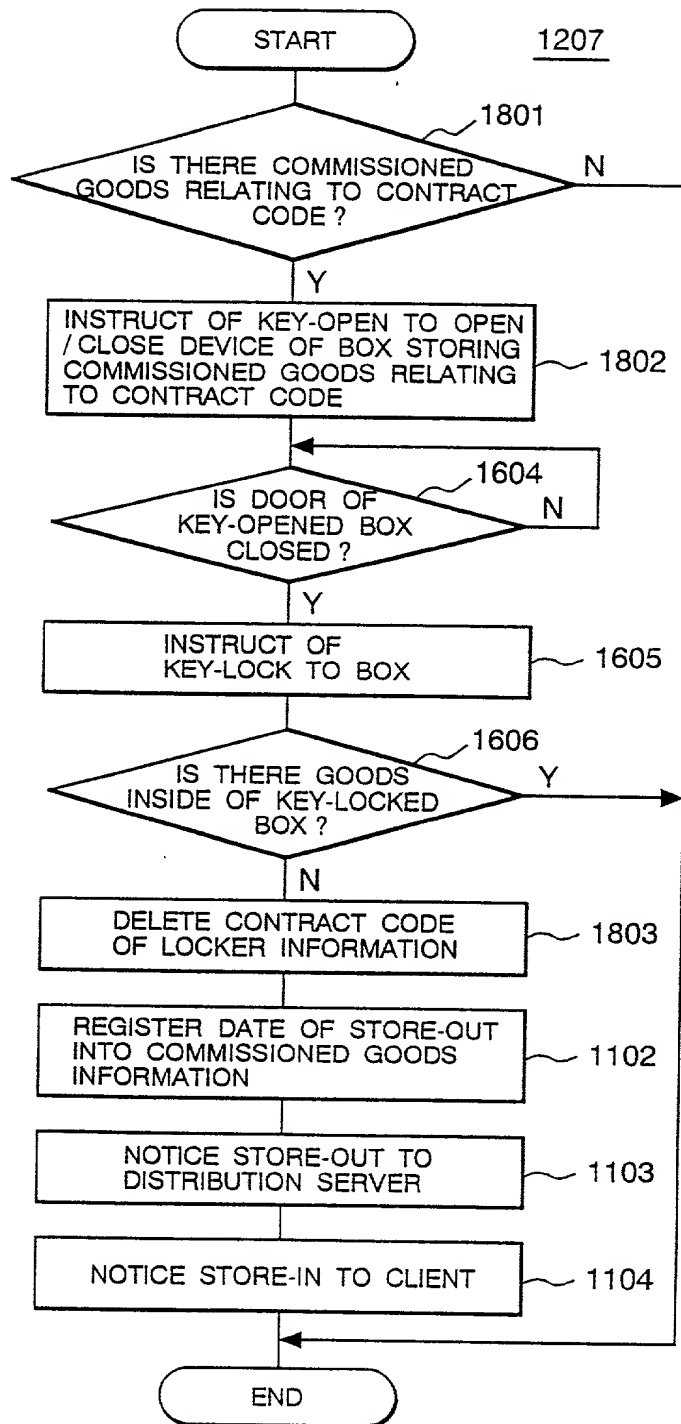 START
1207
1801
IS THERE COMMISSIONED
GOODS RELATING TO CONTRACT
CODE ?
N
Y
INSTRUCT OF KEY-OPEN TO OPEN
/ CLOSE DEVICE OF BOX STORING
COMMISSIONED GOODS RELATING
TO CONTRACT CODE
1802
1604
IS DOOR OF
KEY-OPENED BOX
CLOSED ?
N
Y
INSTRUCT OF
KEY-LOCK TO BOX
1605
1606
IS THERE GOODS
INSIDE OF KEY-LOCKED
BOX ?
Y
N
DELETE CONTRACT CODE
OF LOCKER INFORMATION
1803
REGISTER DATE OF STORE-OUT
INTO COMMISSIONED GOODS
INFORMATION
1102
NOTICE STORE-OUT TO
DISTRIBUTION SERVER
1103
NOTICE STORE-IN TO CLIENT
1104
END